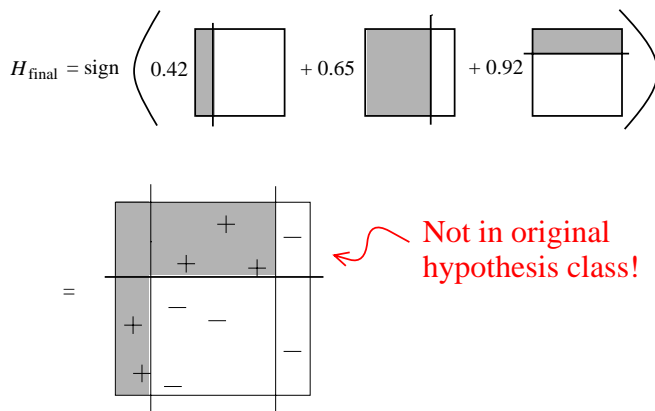 H_final = sign ( 0.42 + 0.65 + 0.92 )
=
Not in original
hypothesis class!